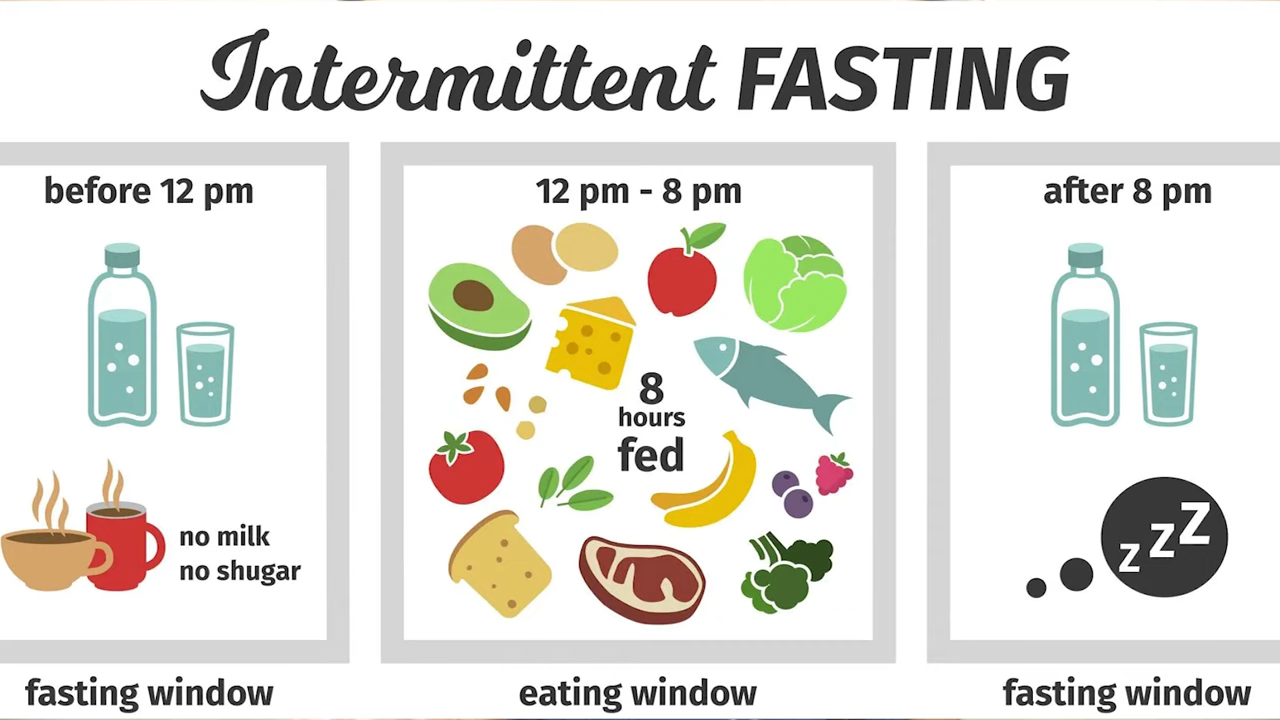 Intermittent FASTING
before 12 pm
no milk
no shugar
fasting window
12 pm - 8 pm
8
hours
fed
eating window
after 8 pm
z z Z
fasting window